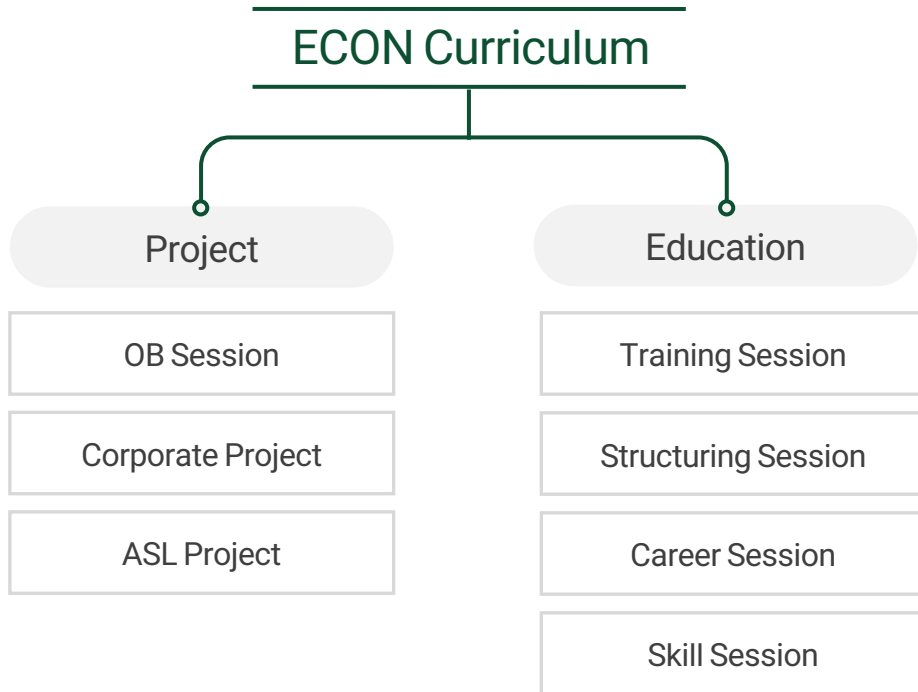 ECON Curriculum
Project
OB Session
Corporate Project
ASL Project
Education
Training Session
Structuring Session
Career Session
Skill Session